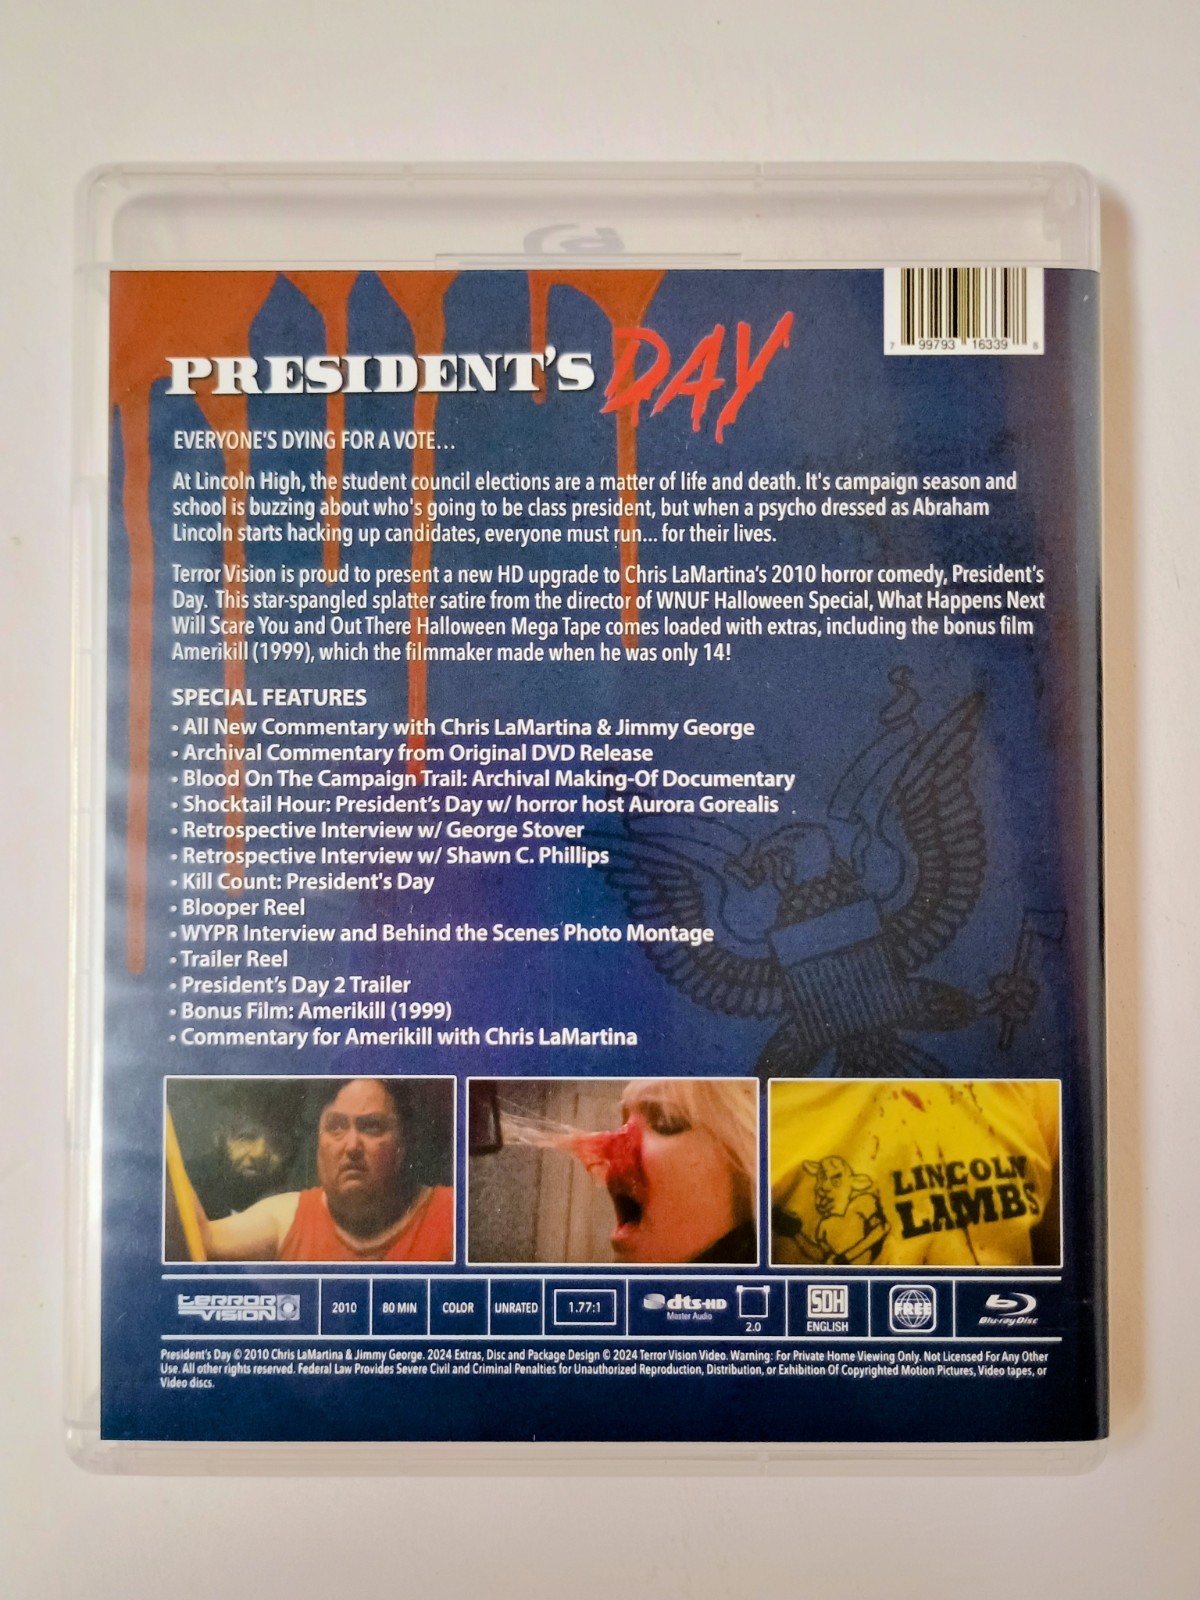 7 99793 16339 8
PRESIDENT'S DAY
EVERYONE'S DYING FOR A VOTE...
At Lincoln High, the student council elections are a matter of life and death. It's campaign season and
school is buzzing about who's going to be class president, but when a psycho dressed as Abraham
Lincoln starts hacking up candidates, everyone must run... for their lives.
Terror Vision is proud to present a new HD upgrade to Chris LaMartina's 2010 horror comedy, President's
Day. This star-spangled splatter satire from the director of WNUF Halloween Special, What Happens Next
Will Scare You and Out There Halloween Mega Tape comes loaded with extras, including the bonus film
Amerikill (1999), which the filmmaker made when he was only 14!
SPECIAL FEATURES
• All New Commentary with Chris LaMartina & Jimmy George
• Archival Commentary from Original DVD Release
• Blood On The Campaign Trail: Archival Making-Of Documentary
• Shocktail Hour: President's Day w/ horror host Aurora Gorealis
• Retrospective Interview w/ George Stover
• Retrospective Interview w/ Shawn C. Phillips
• Kill Count: President's Day
• Blooper Reel
• WYPR Interview and Behind the Scenes Photo Montage
• Trailer Reel
• President's Day 2 Trailer
• Bonus Film: Amerikill (1999)
• Commentary for Amerikill with Chris LaMartina
LINCOLN
LAMBS
TERROR VISION 2010 80 MIN COLOR UNRATED 1.77:1 dts-HD Master Audio 2.0 SDH ENGLISH FREE Blu-ray Disc
President's Day © 2010 Chris LaMartina & Jimmy George. 2024 Extras, Disc and Package Design © 2024 Terror Vision Video. Warning: For Private Home Viewing Only. Not Licensed For Any Other
Use. All other rights reserved. Federal Law Provides Severe Civil and Criminal Penalties for Unauthorized Reproduction, Distribution, or Exhibition Of Copyrighted Motion Pictures, Video tapes, or
Video discs.